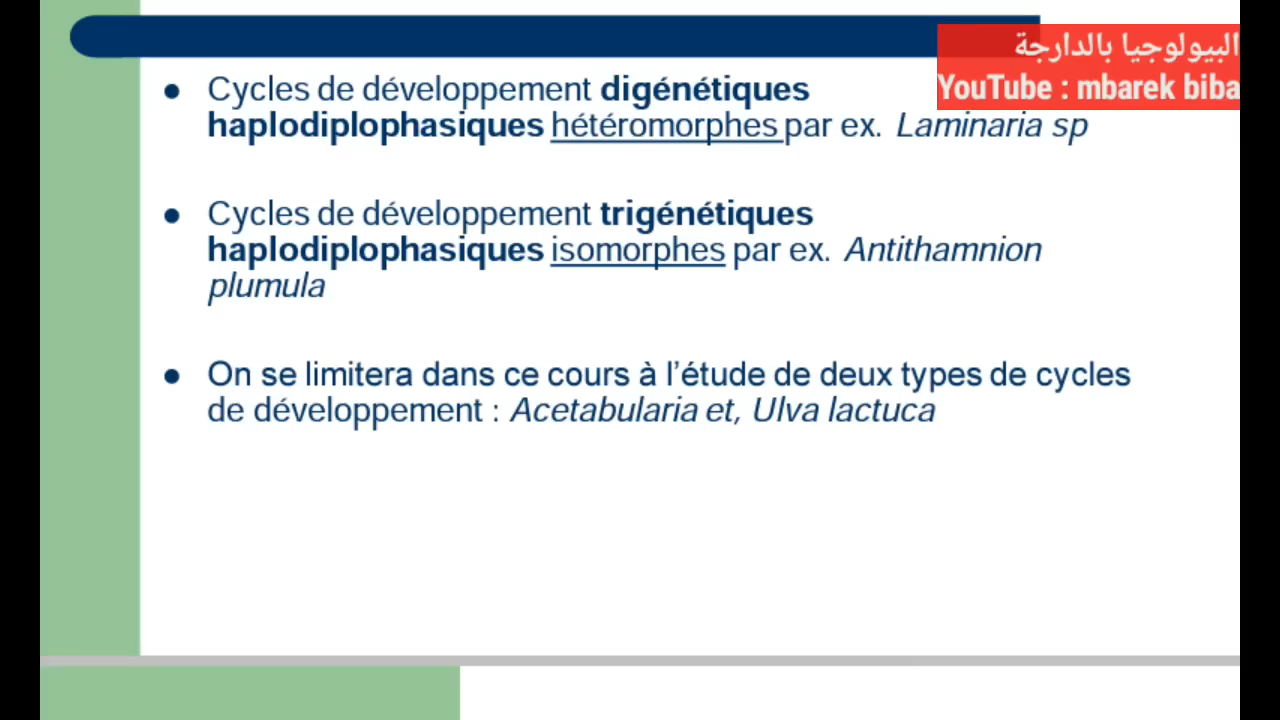 البيولوجيا بالدارجة
YouTube : mbarek biba
• Cycles de développement digénétiques
haplodiplophasiques hétéromorphes par ex. Laminaria sp
• Cycles de développement trigénétiques
haplodiplophasiques isomorphes par ex. Antithamnion
plumula
• On se limitera dans ce cours à l’étude de deux types de cycles
de développement : Acetabularia et, Ulva lactuca